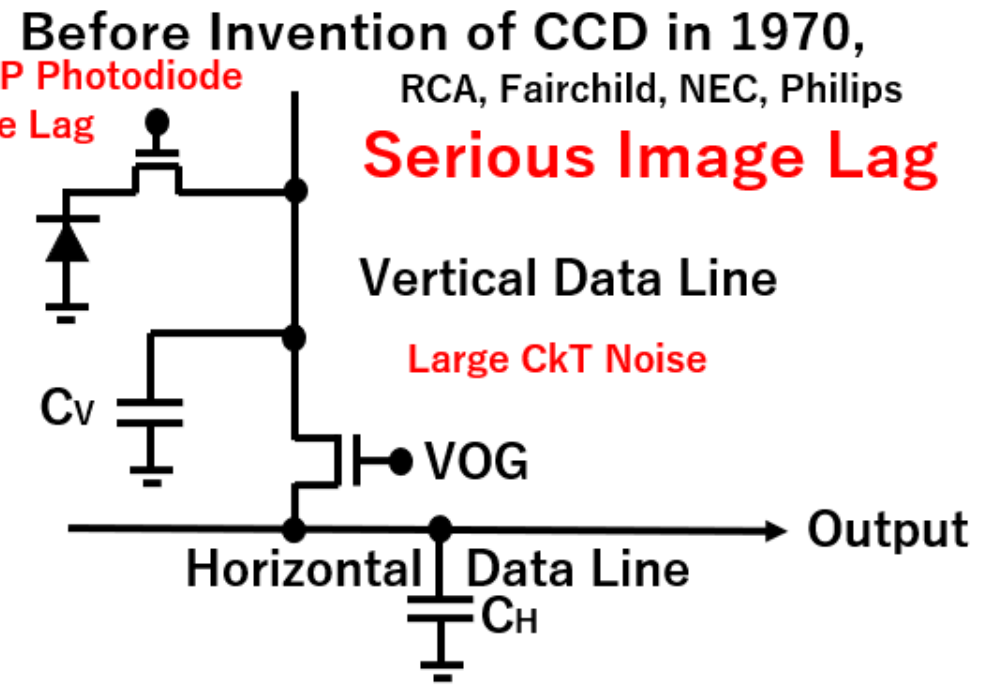 Before Invention of CCD in 1970,
P Photodiode
RCA, Fairchild, NEC, Philips
e Lag
Serious Image Lag
Vertical Data Line
Large CkT Noise
CV
VOG
Output
Horizontal Data Line
CH